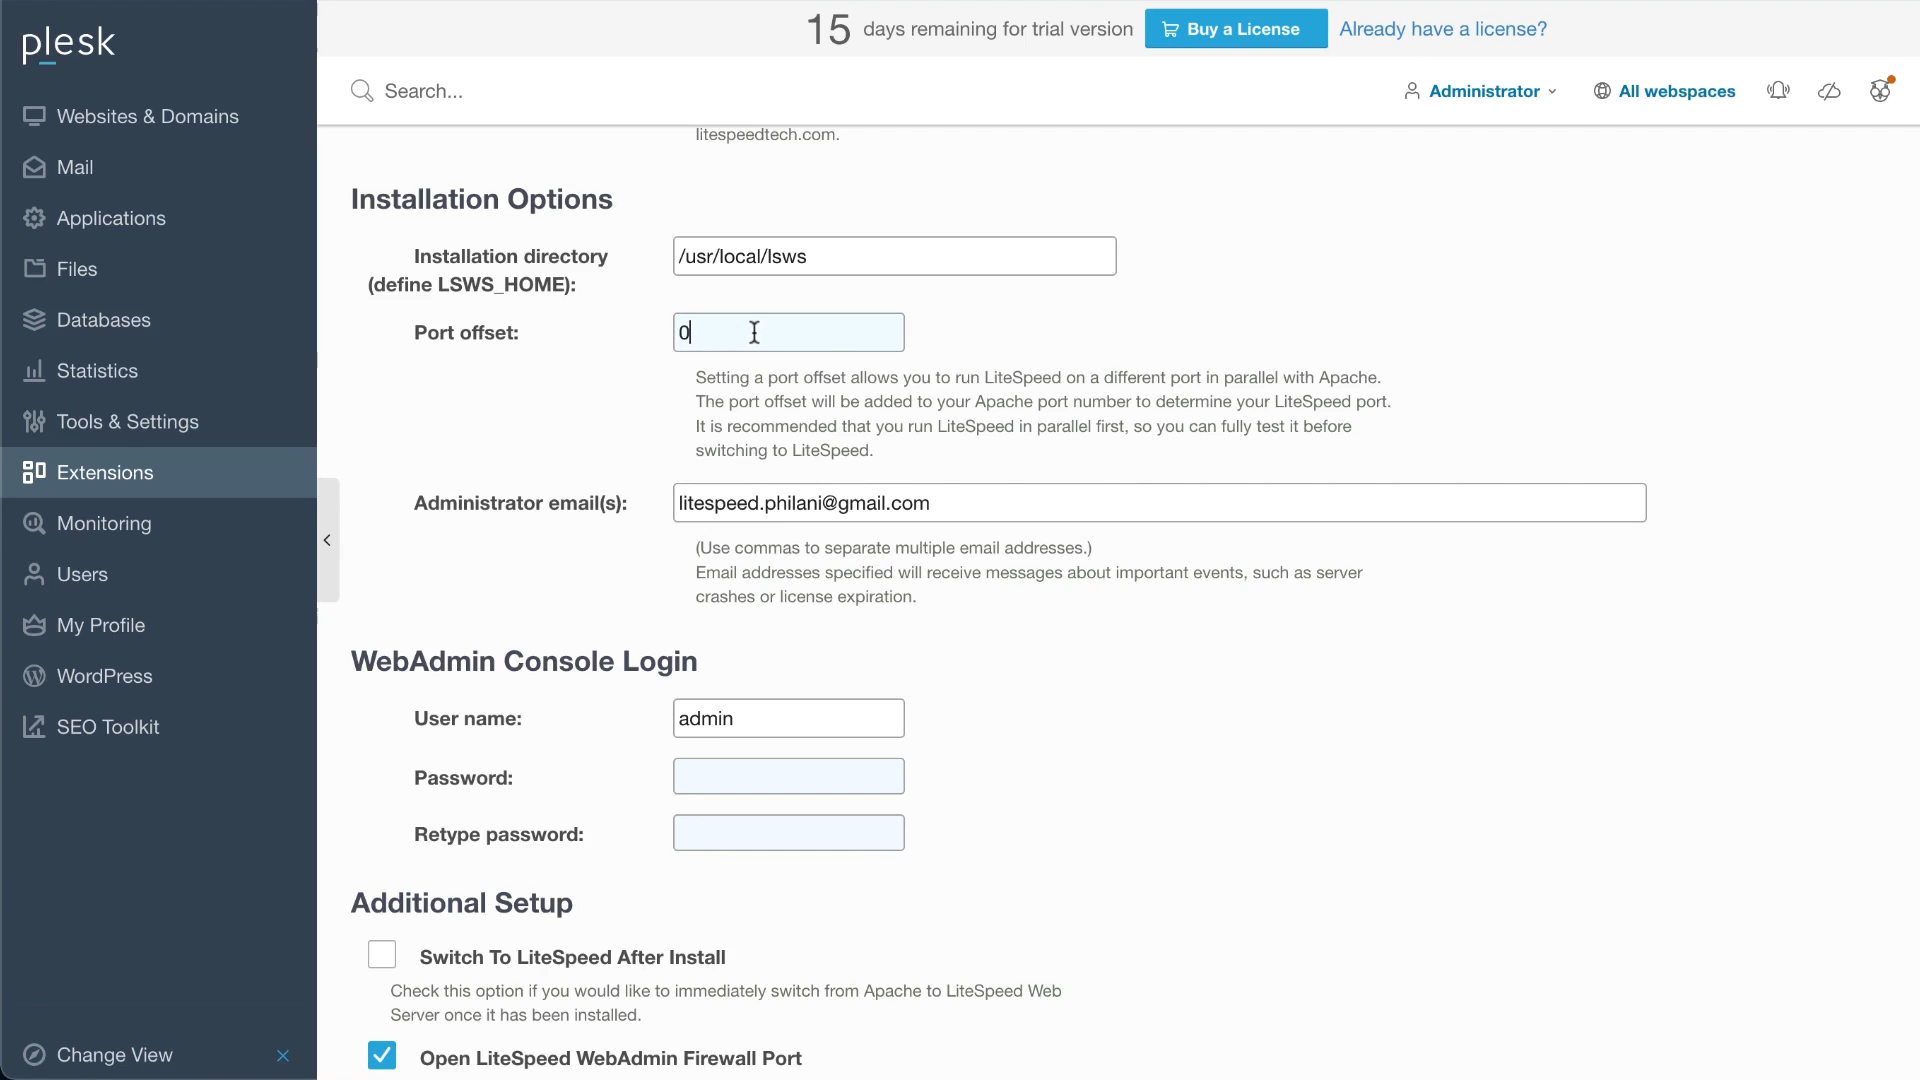 plesk
Websites & Domains
Mail
Applications
Files
Databases
Statistics
Tools & Settings
Extensions
Monitoring
Users
My Profile
WordPress
SEO Toolkit
Change View
15 days remaining for trial version
Buy a License
Already have a license?
Search...
Administrator
All webspaces
litespeedtech.com.
Installation Options
Installation directory
(define LSWS_HOME):
/usr/local/lsws
Port offset:
0
Setting a port offset allows you to run LiteSpeed on a different port in parallel with Apache.
The port offset will be added to your Apache port number to determine your LiteSpeed port.
It is recommended that you run LiteSpeed in parallel first, so you can fully test it before
switching to LiteSpeed.
Administrator email(s):
litespeed.philani@gmail.com
(Use commas to separate multiple email addresses.)
Email addresses specified will receive messages about important events, such as server
crashes or license expiration.
WebAdmin Console Login
User name:
admin
Password:
Retype password:
Additional Setup
Switch To LiteSpeed After Install
Check this option if you would like to immediately switch from Apache to LiteSpeed Web
Server once it has been installed.
Open LiteSpeed WebAdmin Firewall Port